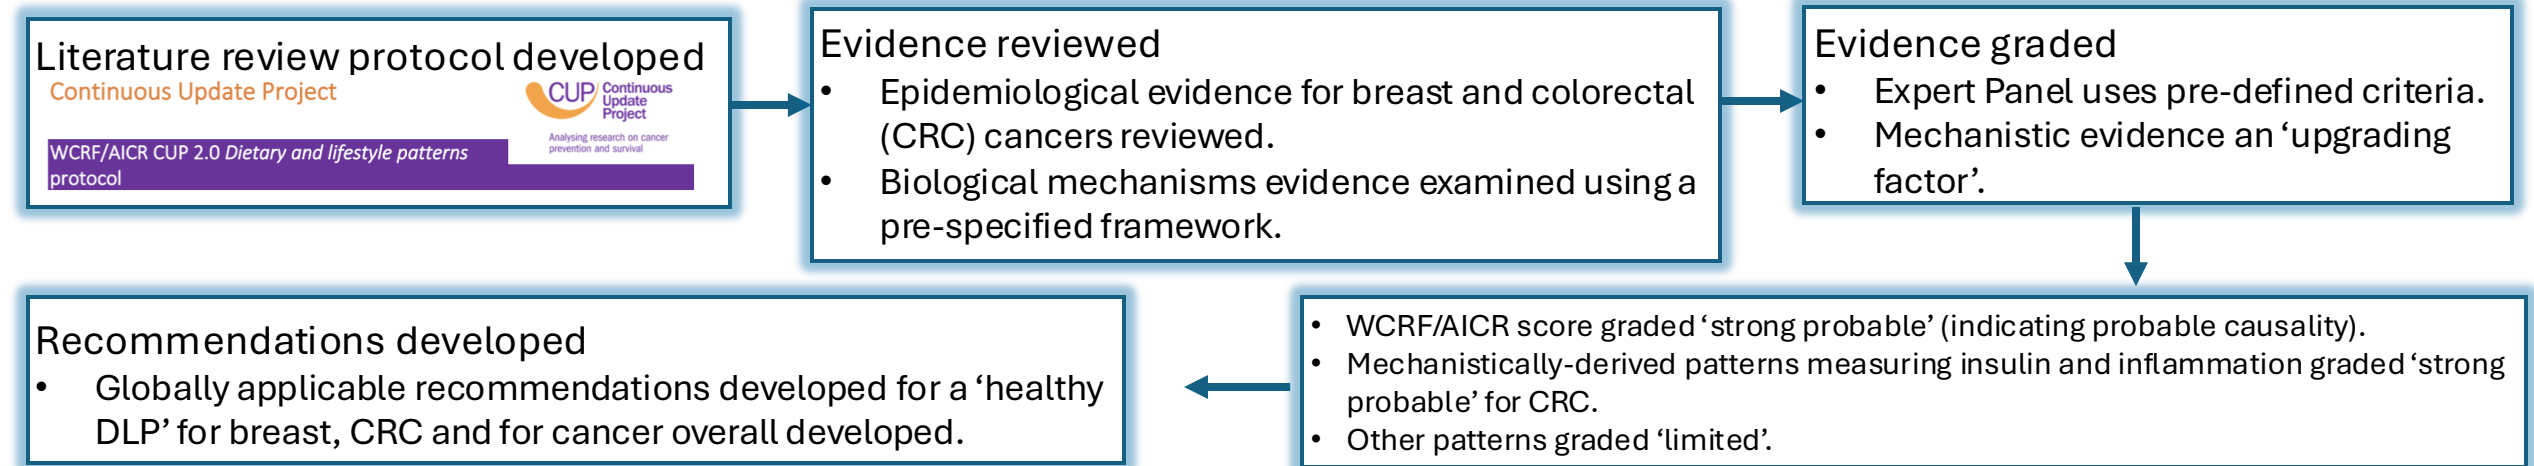 Literature review protocol developed
Continuous Update Project
CUP Continuous
Update
Project
Analysing research on cancer
prevention and survival
WCRF/AICR CUP 2.0 Dietary and lifestyle patterns
protocol
Evidence reviewed
• Epidemiological evidence for breast and colorectal
(CRC) cancers reviewed.
• Biological mechanisms evidence examined using a
pre-specified framework.
Evidence graded
• Expert Panel uses pre-defined criteria.
• Mechanistic evidence an ‘upgrading
factor’.
• WCRF/AICR score graded ‘strong probable’ (indicating probable causality).
• Mechanistically-derived patterns measuring insulin and inflammation graded ‘strong
probable’ for CRC.
• Other patterns graded ‘limited’.
Recommendations developed
• Globally applicable recommendations developed for a ‘healthy
DLP’ for breast, CRC and for cancer overall developed.